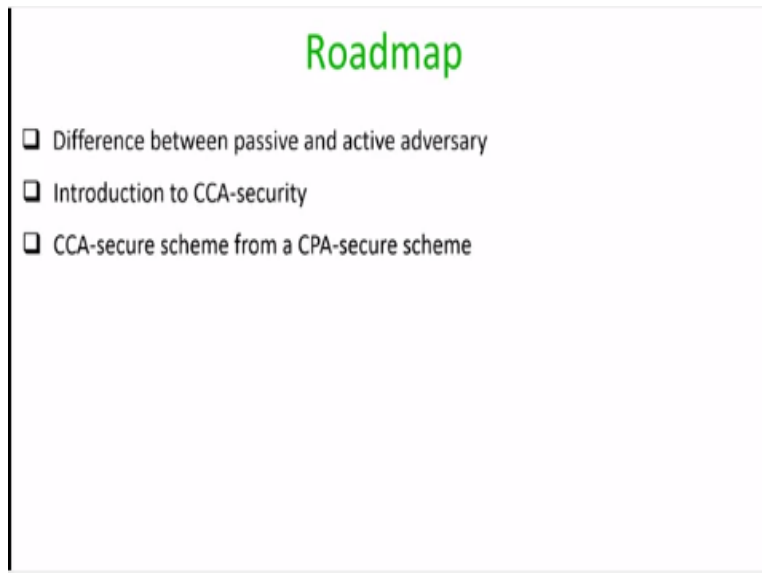 Roadmap
Difference between passive and active adversary
Introduction to CCA-security
CCA-secure scheme from a CPA-secure scheme